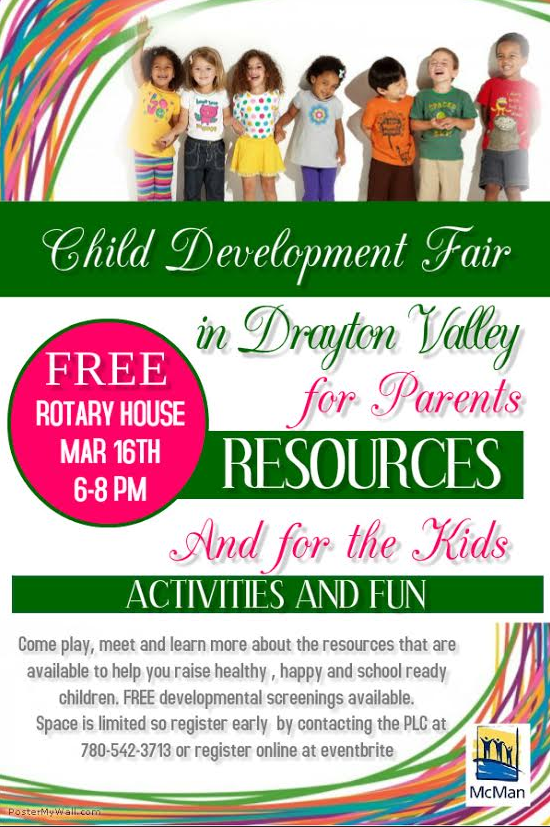 Child Development Fair
in Drayton Valley
for Parents
FREE
ROTARY HOUSE
MAR 16TH
6-8 PM
RESOURCES
And for the Kids
ACTIVITIES AND FUN
Come play, meet and learn more about the resources that are
available to help you raise healthy , happy and school ready
children. FREE developmental screenings available.
Space is limited so register early by contacting the PLC at
780-542-3713 or register online at eventbrite
McMan
PosterMyWall.com